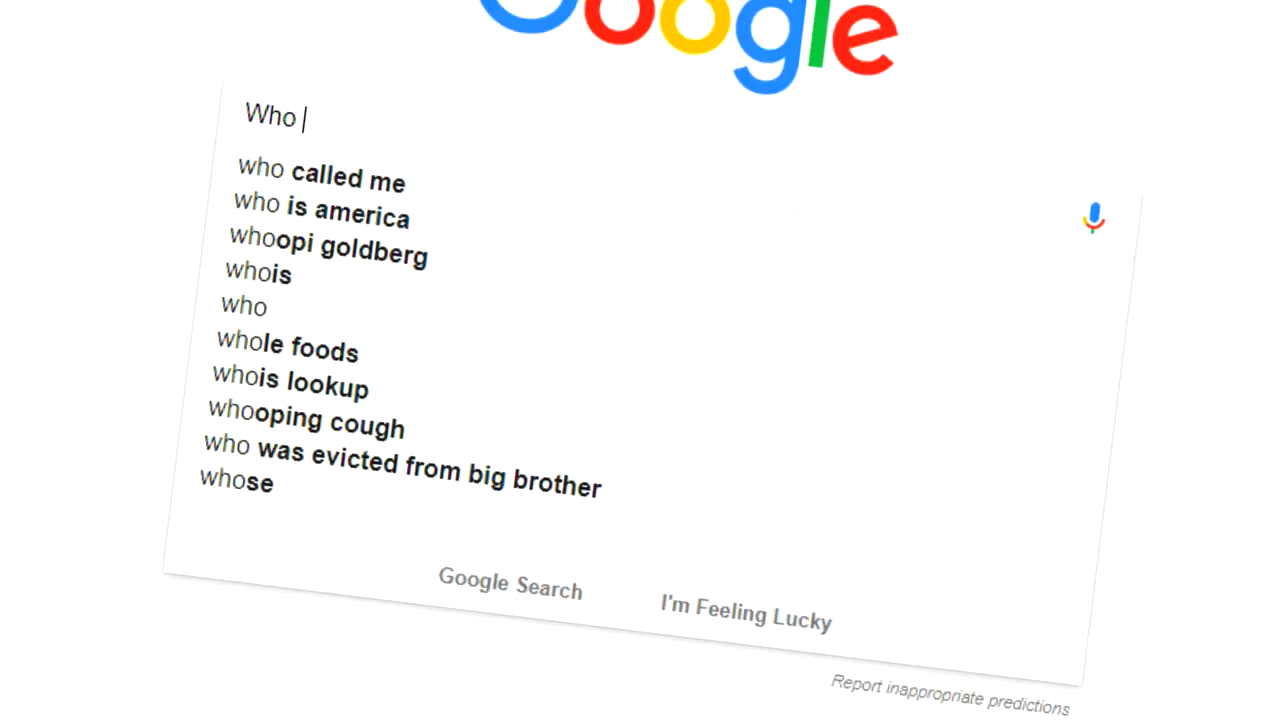 Google
Who
who called me
who is america
whoopi goldberg
whois
who
whole foods
whois lookup
whooping cough
who was evicted from big brother
whose
Google Search I'm Feeling Lucky
Report inappropriate predictions